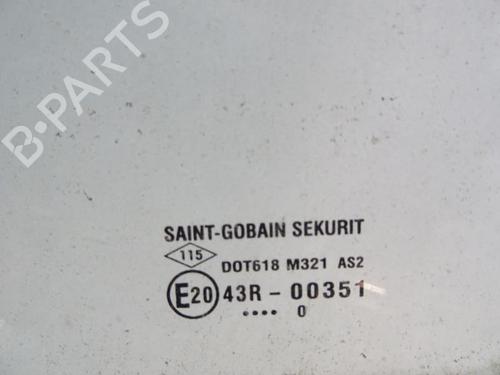 B-PARTS
SAINT-GOBAIN SEKURIT
115
DOT618 M321 AS2
E20 43R-00351
.... 0